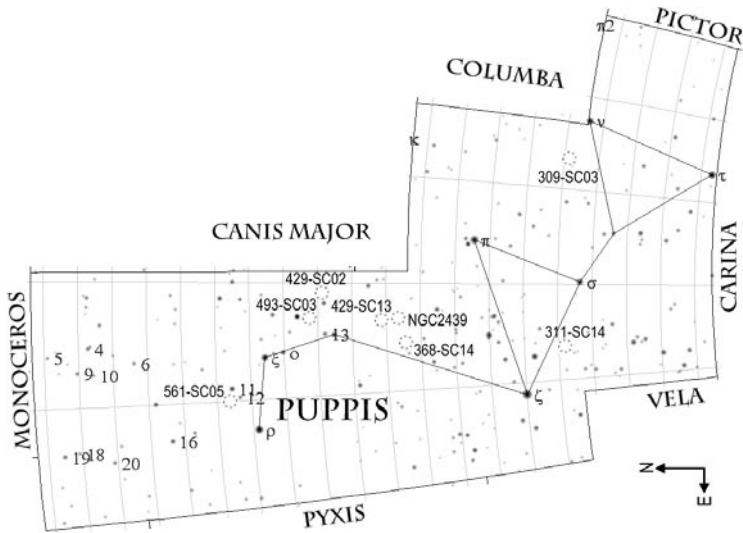 PICTOR
π2
COLUMBA
ν
κ
309-SC03
τ
CANIS MAJOR
π
CARINA
429-SC02
σ
493-SC03
429-SC13
NGC2439
MONOCEROS
13
311-SC14
368-SC14
4
5
ξ
ο
6
9
10
561-SC05
11
12
PUPPIS
ζ
VELA
ρ
16
19
18
20
N
E
PYXIS